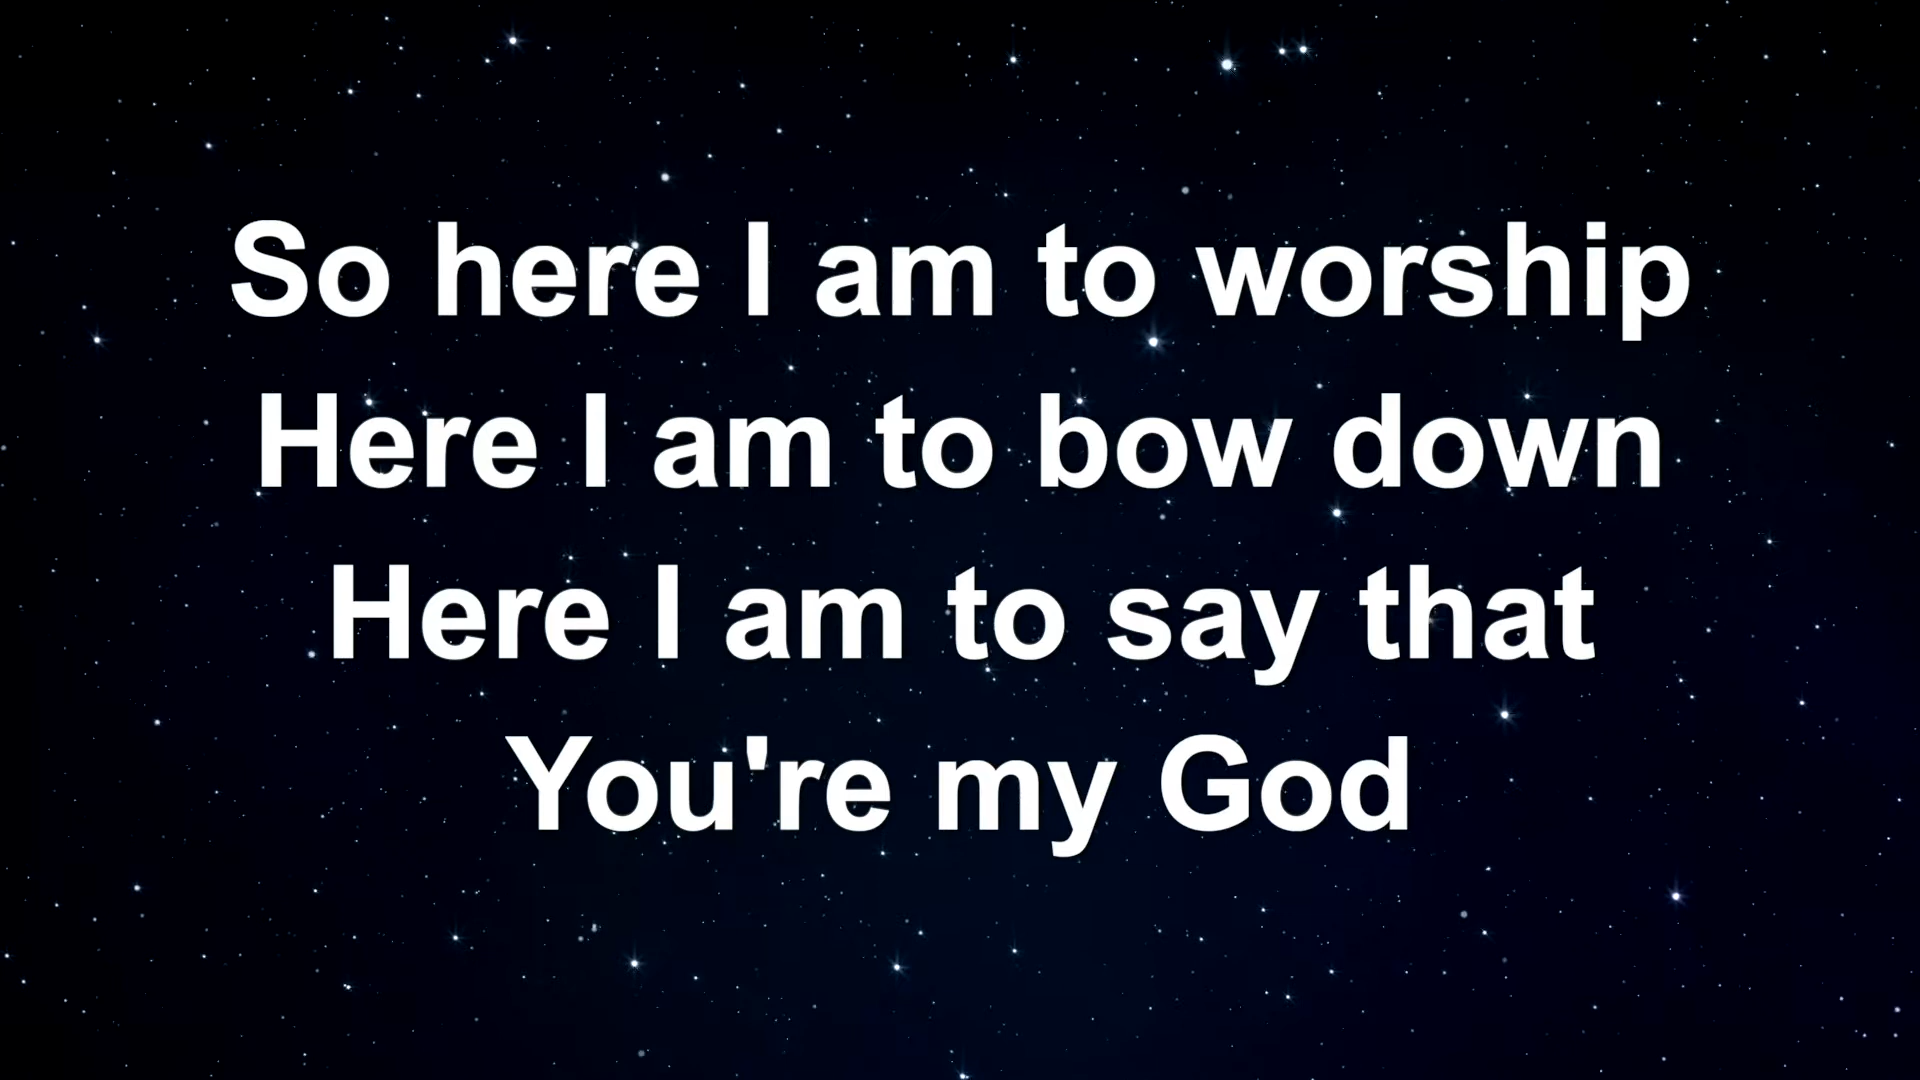 So here I am to worship
Here I am to bow down
Here I am to say that
You're my God